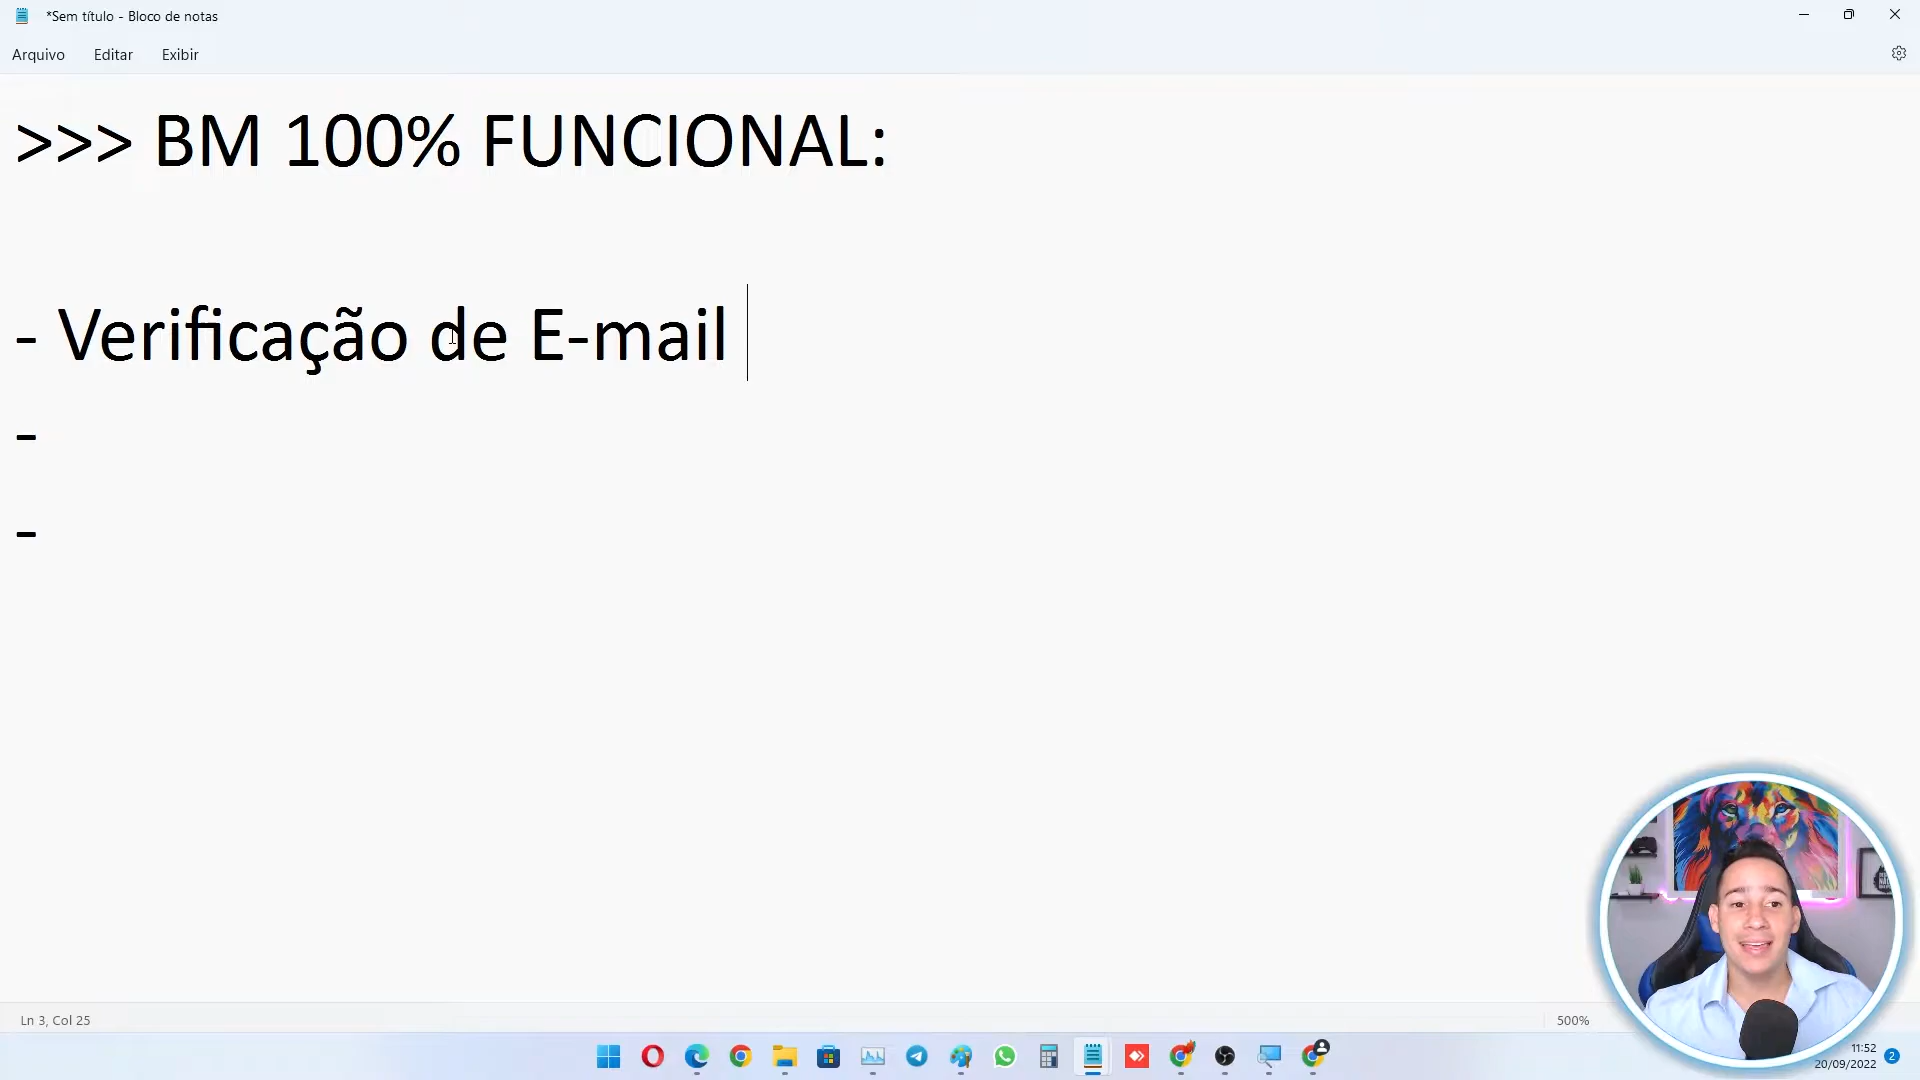 *Sem título - Bloco de notas
Arquivo Editar Exibir
>>> BM 100% FUNCIONAL:
- Verificação de E-mail
-
-
Ln 3, Col 25
500%
11:52
20/09/2022
2